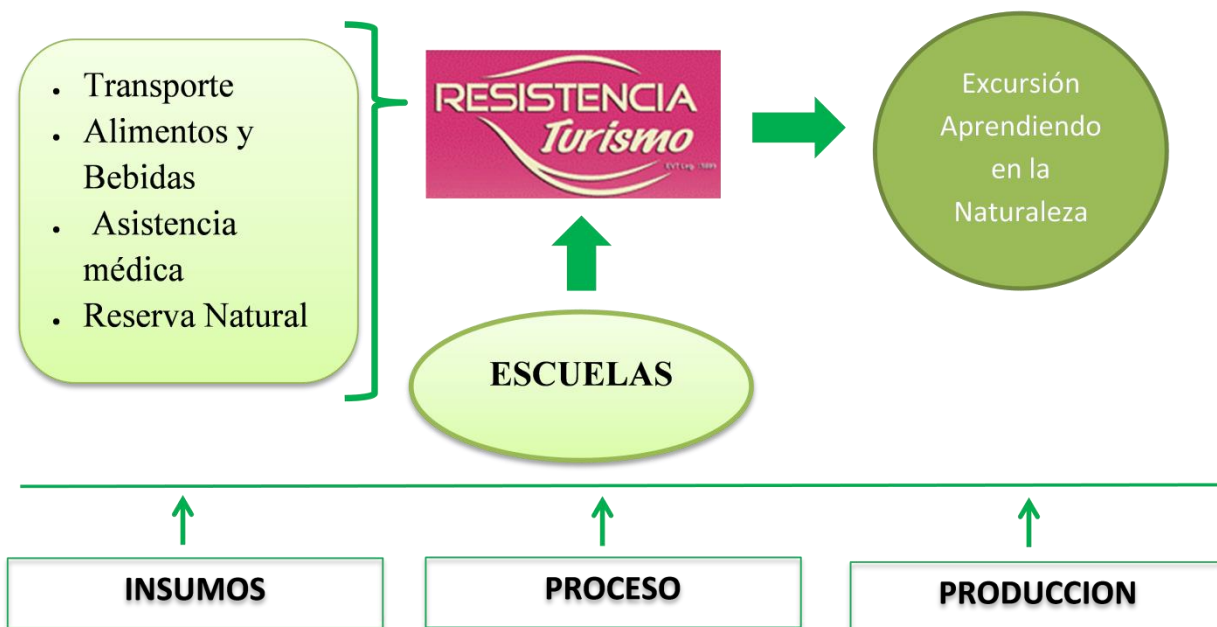 Transporte
Alimentos y
Bebidas
Asistencia
médica
Reserva Natural
RESISTENCIA
Turismo
Excursión
Aprendiendo
en la
Naturaleza
ESCUELAS
INSUMOS
PROCESO
PRODUCCION